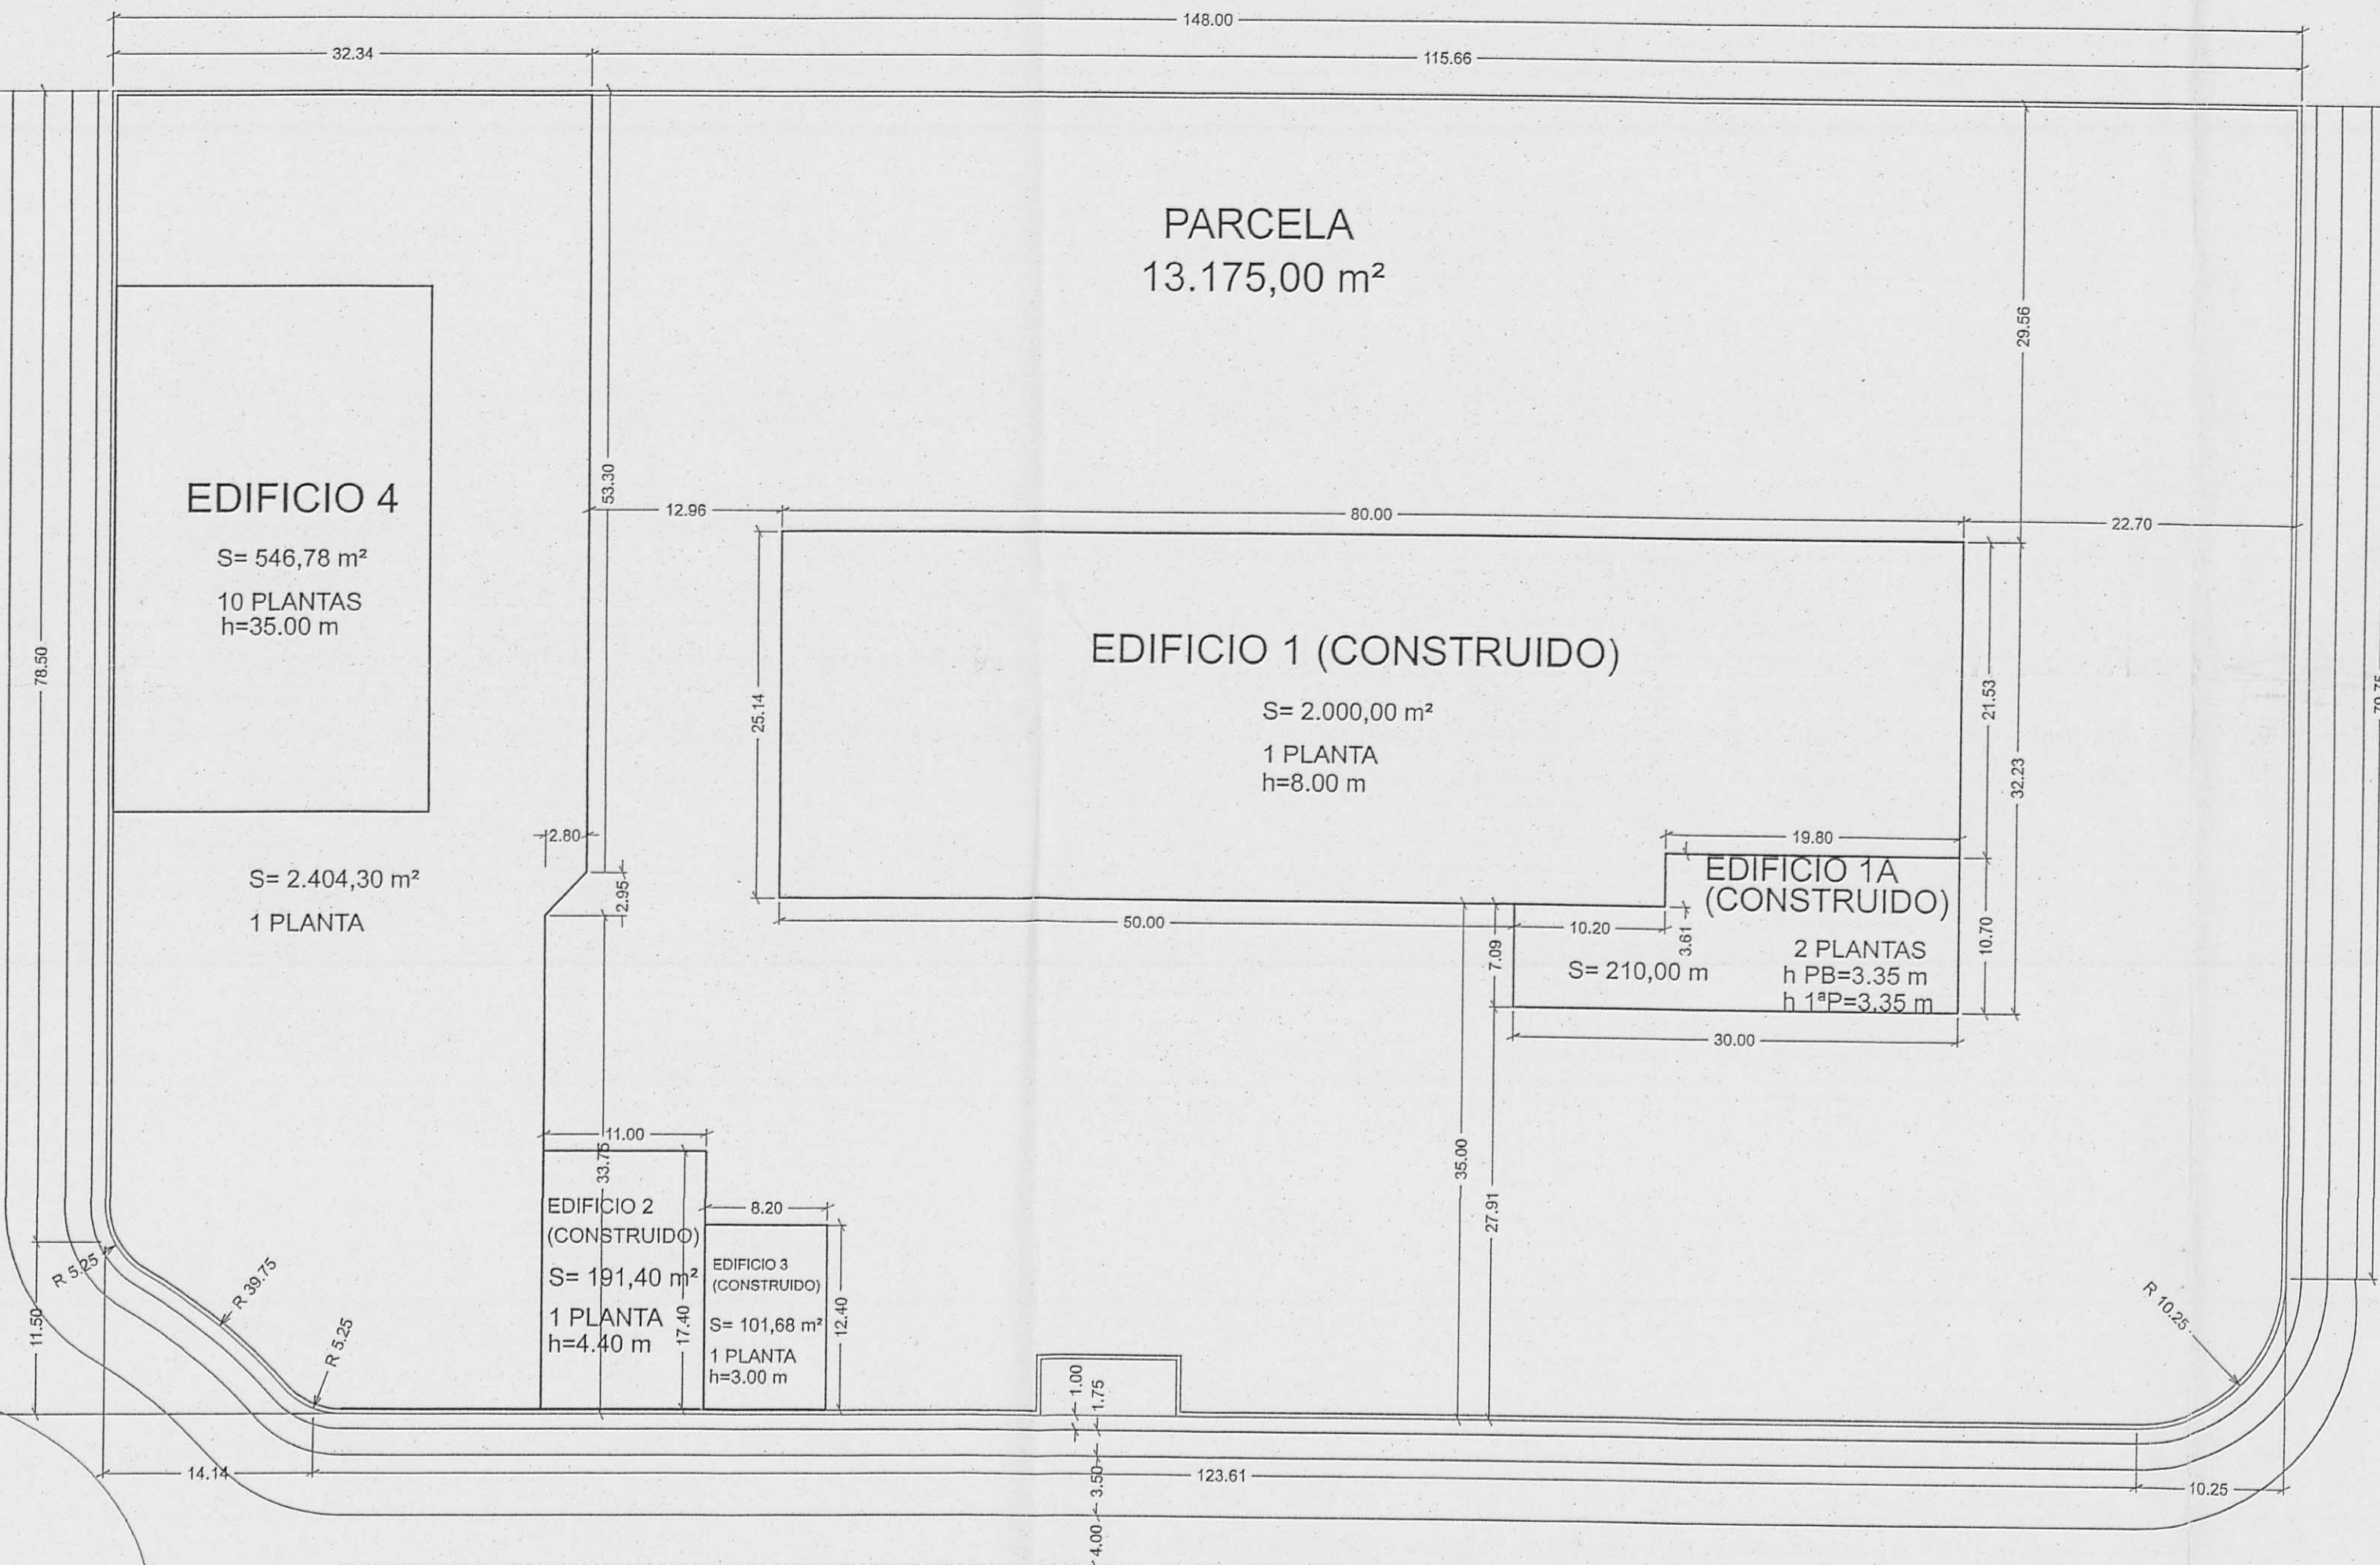 148.00
32.34
115.66
PARCELA
13.175,00 m²
29.56
53.30
12.96
80.00
22.70
EDIFICIO 4
S= 546,78 m²
10 PLANTAS
h=35.00 m
78.50
EDIFICIO 1 (CONSTRUIDO)
S= 2.000,00 m²
1 PLANTA
h=8.00 m
25.14
21.53
32.23
2.80
19.80
EDIFICIO 1A
(CONSTRUIDO)
2 PLANTAS
h PB=3.35 m
h 1ªP=3.35 m
S= 210,00 m
S= 2.404,30 m²
1 PLANTA
2.95
50.00
10.20
3.61
7.09
10.70
30.00
11.00
33.75
35.00
27.91
EDIFICIO 2
(CONSTRUIDO)
S= 191,40 m²
1 PLANTA
h=4.40 m
17.40
8.20
EDIFICIO 3
(CONSTRUIDO)
S= 101,68 m²
1 PLANTA
h=3.00 m
12.40
R 5.25
R 39.75
R 5.25
11.50
R 10.25
1.00
1.75
14.14
123.61
3.50
10.25
4.00